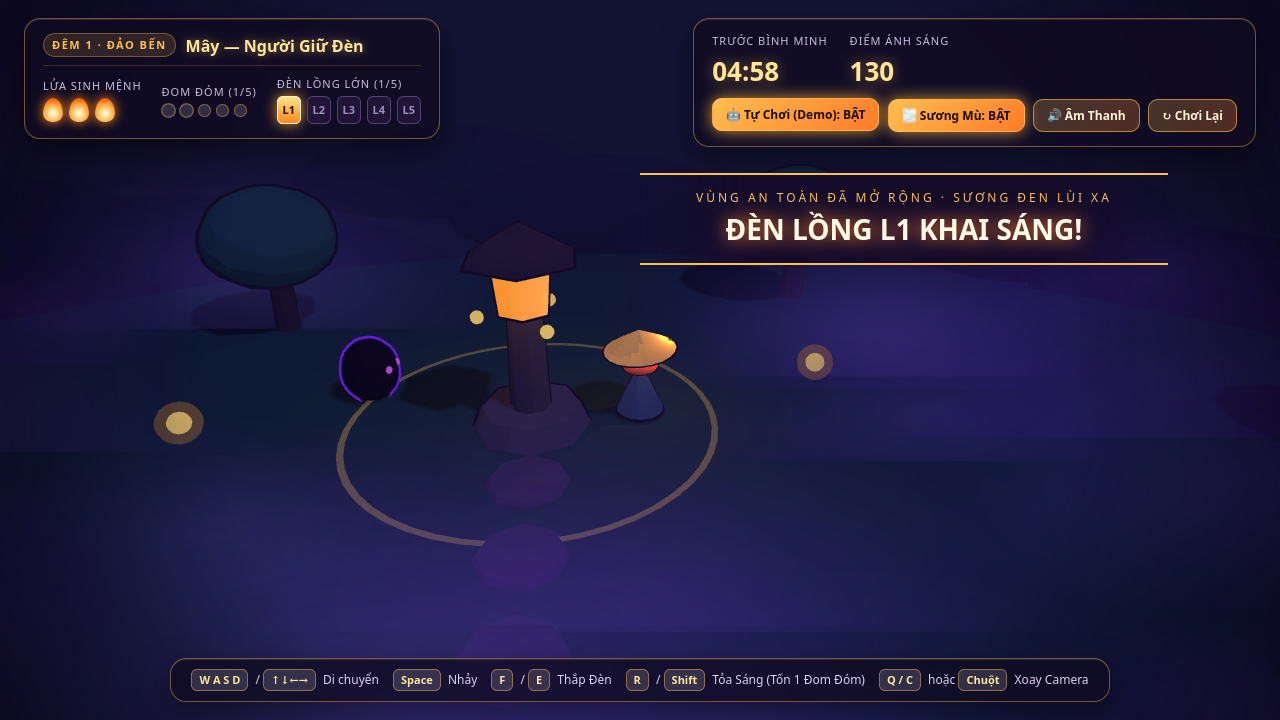 ĐÊM 1 · ĐẢO BẾN Mây — Người Giữ Đèn
LỬA SINH MỆNH
ĐOM ĐÓM (1/5)
ĐÈN LỒNG LỚN (1/5)
L1 L2 L3 L4 L5
TRƯỚC BÌNH MINH
04:58
ĐIỂM ÁNH SÁNG
130
🤖 Tự Chơi (Demo): BẬT
🌫️ Sương Mù: BẬT
🔊 Âm Thanh
↻ Chơi Lại
VÙNG AN TOÀN ĐÃ MỞ RỘNG · SƯƠNG ĐEN LÙI XA
ĐÈN LỒNG L1 KHAI SÁNG!
W A S D / ↑↓←→ Di chuyển Space Nhảy F / E Thắp Đèn R / Shift Tỏa Sáng (Tốn 1 Đom Đóm) Q / C hoặc Chuột Xoay Camera